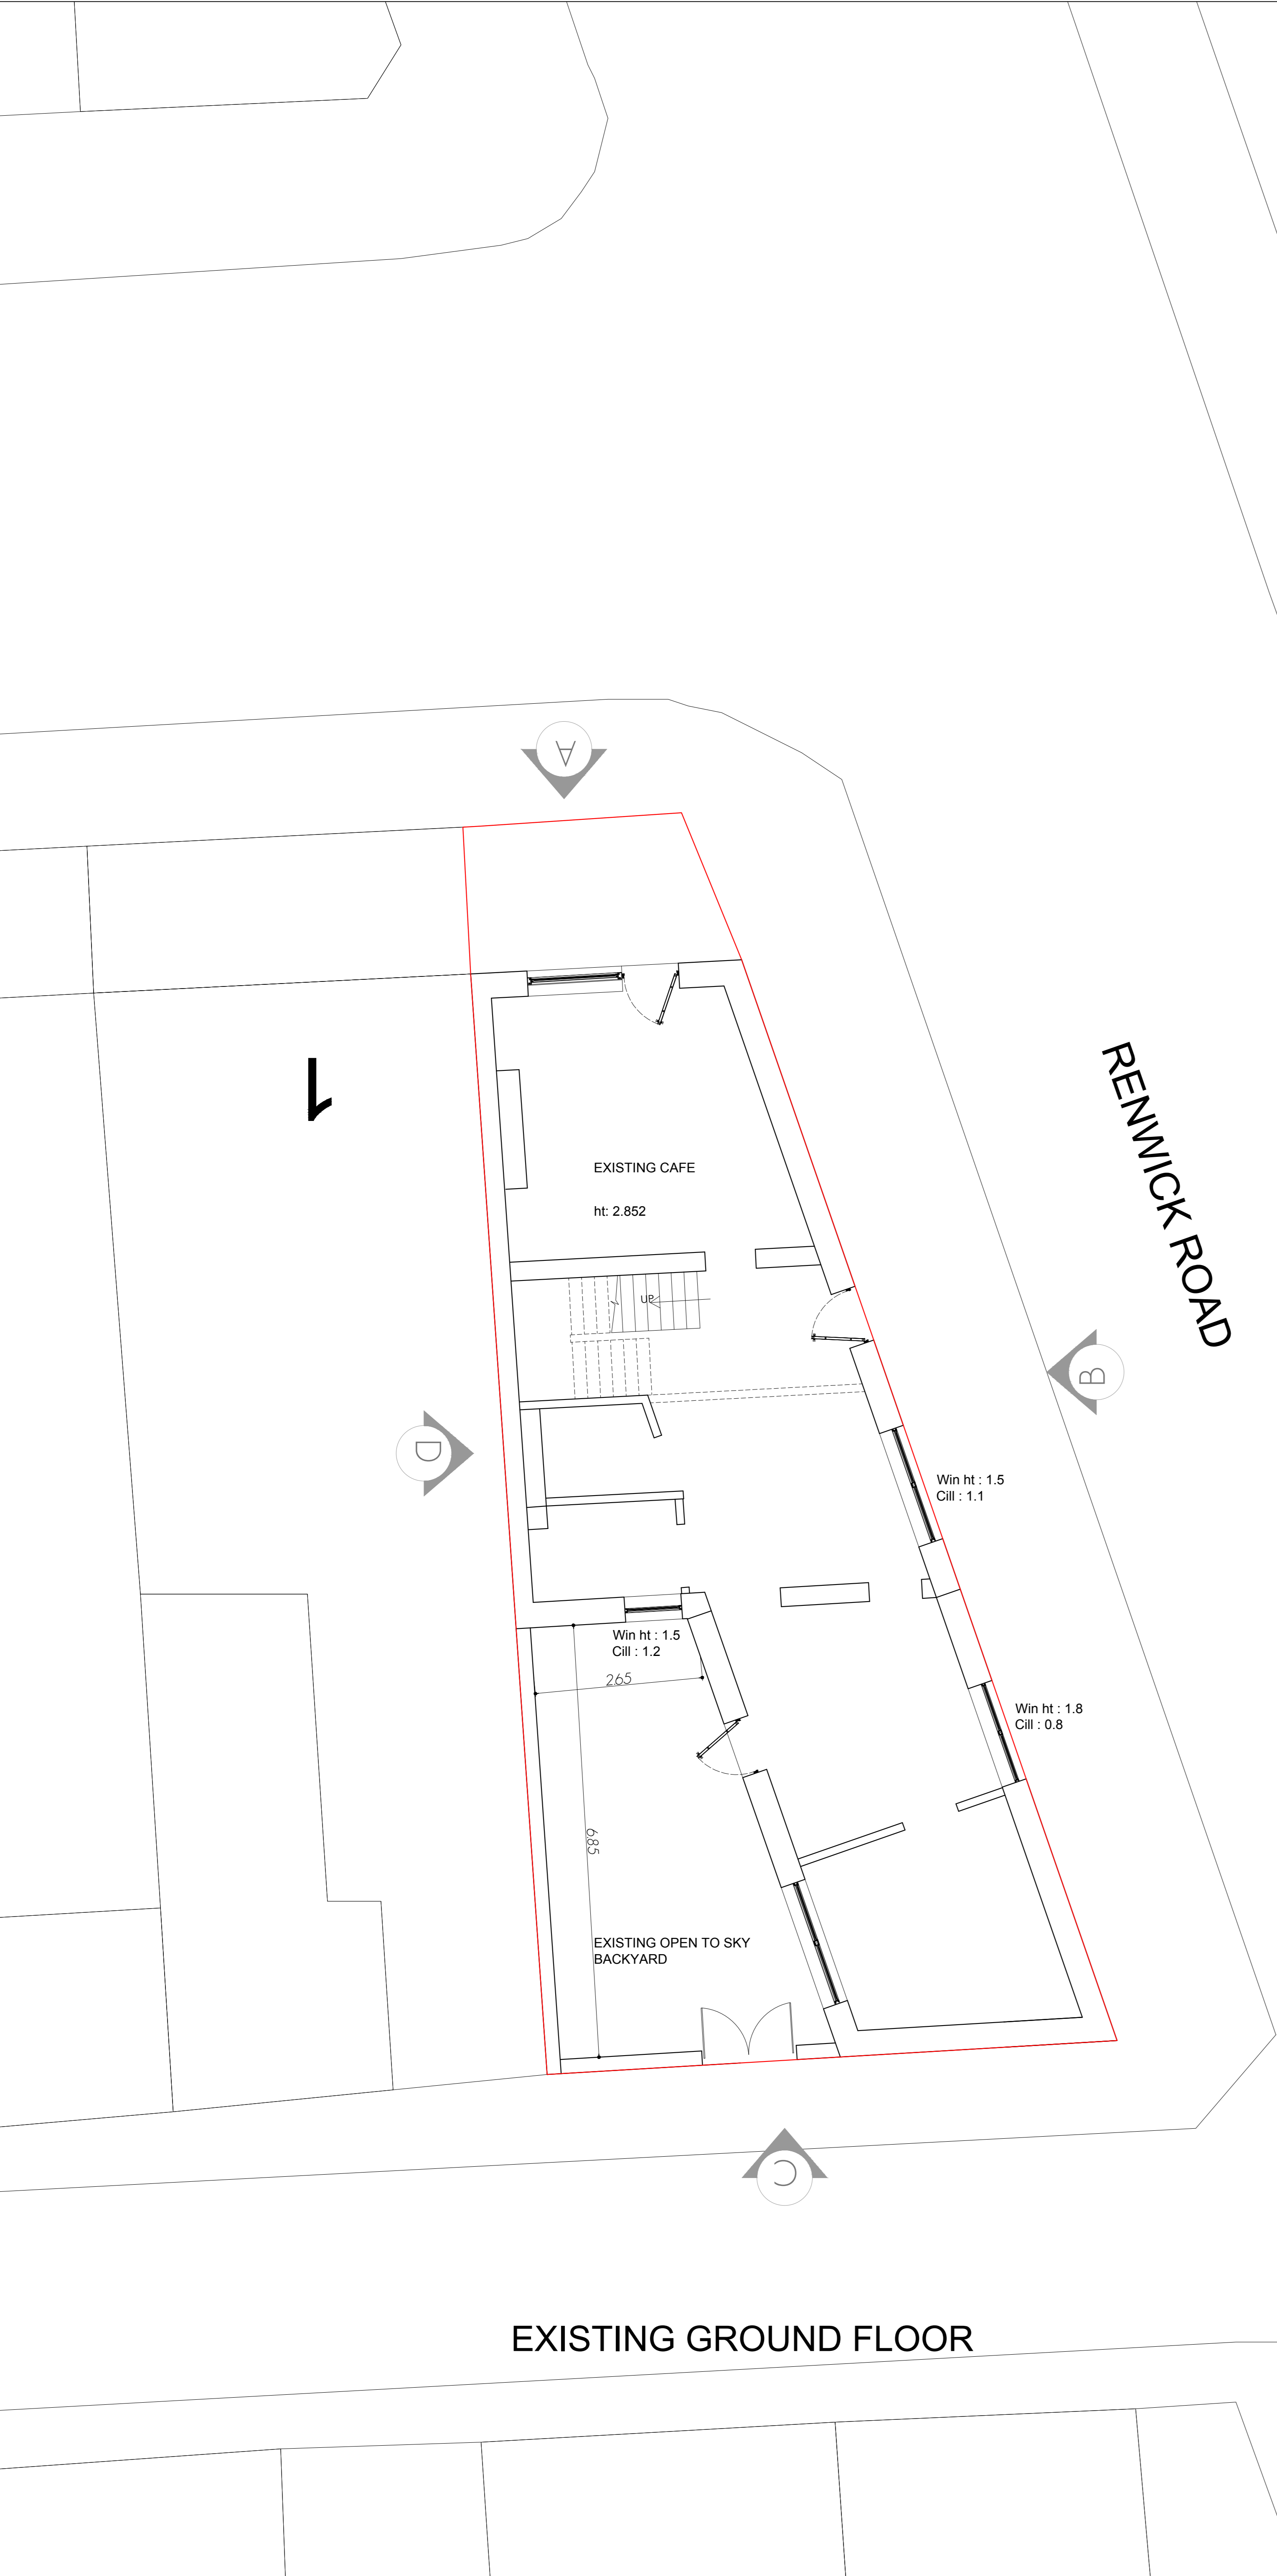 A
1
RENWICK ROAD
EXISTING CAFE
ht: 2.852
UP
B
D
Win ht : 1.5
Cill : 1.1
Win ht : 1.5
Cill : 1.2
265
Win ht : 1.8
Cill : 0.8
685
EXISTING OPEN TO SKY
BACKYARD
C
EXISTING GROUND FLOOR